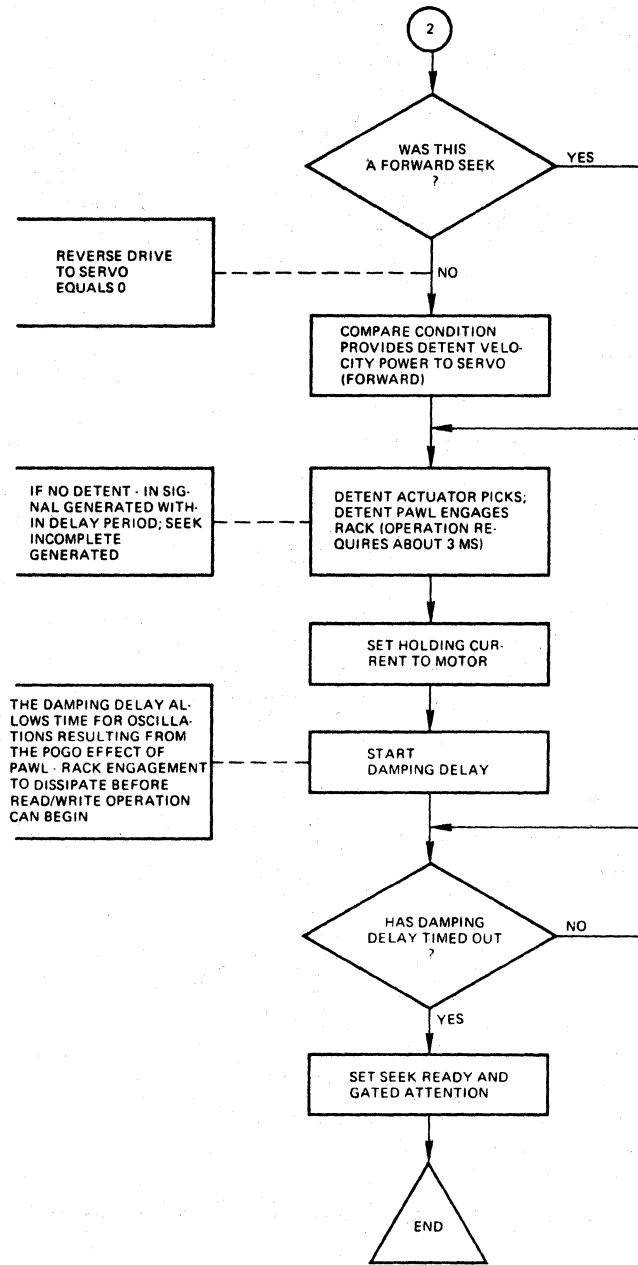 2
WAS THIS
A FORWARD SEEK
?
YES
REVERSE DRIVE
TO SERVO
EQUALS 0
NO
COMPARE CONDITION
PROVIDES DETENT VELO-
CITY POWER TO SERVO
(FORWARD)
IF NO DETENT - IN SIG-
NAL GENERATED WITH-
IN DELAY PERIOD; SEEK
INCOMPLETE
GENERATED
DETENT ACTUATOR PICKS;
DETENT PAWL ENGAGES
RACK (OPERATION RE-
QUIRES ABOUT 3 MS)
SET HOLDING CUR-
RENT TO MOTOR
THE DAMPING DELAY AL-
LOWS TIME FOR OSCILLA-
TIONS RESULTING FROM
THE POGO EFFECT OF
PAWL - RACK ENGAGEMENT
TO DISSIPATE BEFORE
READ/WRITE OPERATION
CAN BEGIN
START
DAMPING DELAY
HAS DAMPING
DELAY TIMED OUT
?
NO
YES
SET SEEK READY AND
GATED ATTENTION
END